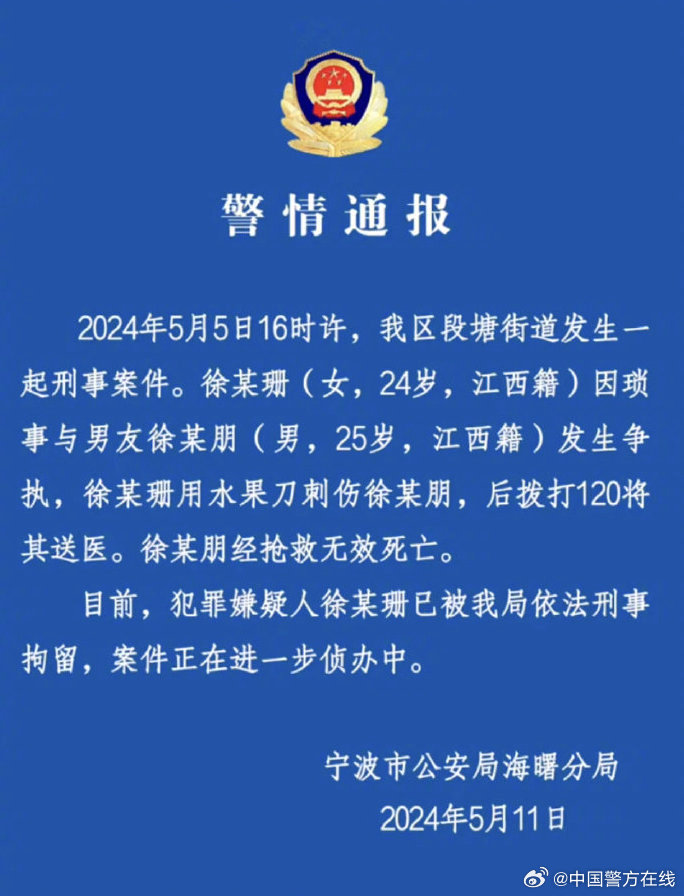 警情通报
2024年5月5日16时许，我区段塘街道发生一
起刑事案件。徐某珊（女，24岁，江西籍）因琐
事与男友徐某朋（男，25岁，江西籍）发生争
执，徐某珊用水果刀刺伤徐某朋，后拨打120将
其送医。徐某朋经抢救无效死亡。
目前，犯罪嫌疑人徐某珊已被我局依法刑事
拘留，案件正在进一步侦办中。
宁波市公安局海曙分局
2024年5月11日
@中国警方在线